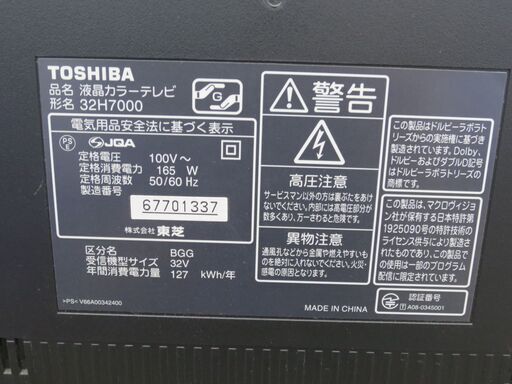 TOSHIBA
品名 液晶カラーテレビ
形名 32H7000
G
電気用品安全法に基づく表示
PS
E
JQA
定格電圧 100V～
定格消費電力 165 W
定格周波数 50/60 Hz
製造番号
67701337
株式会社 東芝
区分名 BGG
受信機型サイズ 32V
年間消費電力量 127 kWh/年
>PS< V66A00342400
警告
高圧注意
サービスマン以外の方は裏ぶたをあけ
ないでください。内部には高電圧部分が
数多く、万一さわると危険です。
異物注意
通風孔などから金属や燃えやすいも
のを入れないでください。火災・
感電の原因となります。
MADE IN CHINA
この製品はドルビーラボラト
リーズからの実施権に基づき
製造されています。Dolby、
ドルビーおよびダブルD記号
はドルビーラボラトリーズの
商標です。
この製品は、マクロヴィジョ
ン社が保有する日本特許第
1925090号の特許技術の
ライセンス供与により製造
されています。この使用は一
部のペイパービュープログラム
配信に限定されています。
認証番号
T A08-0345001